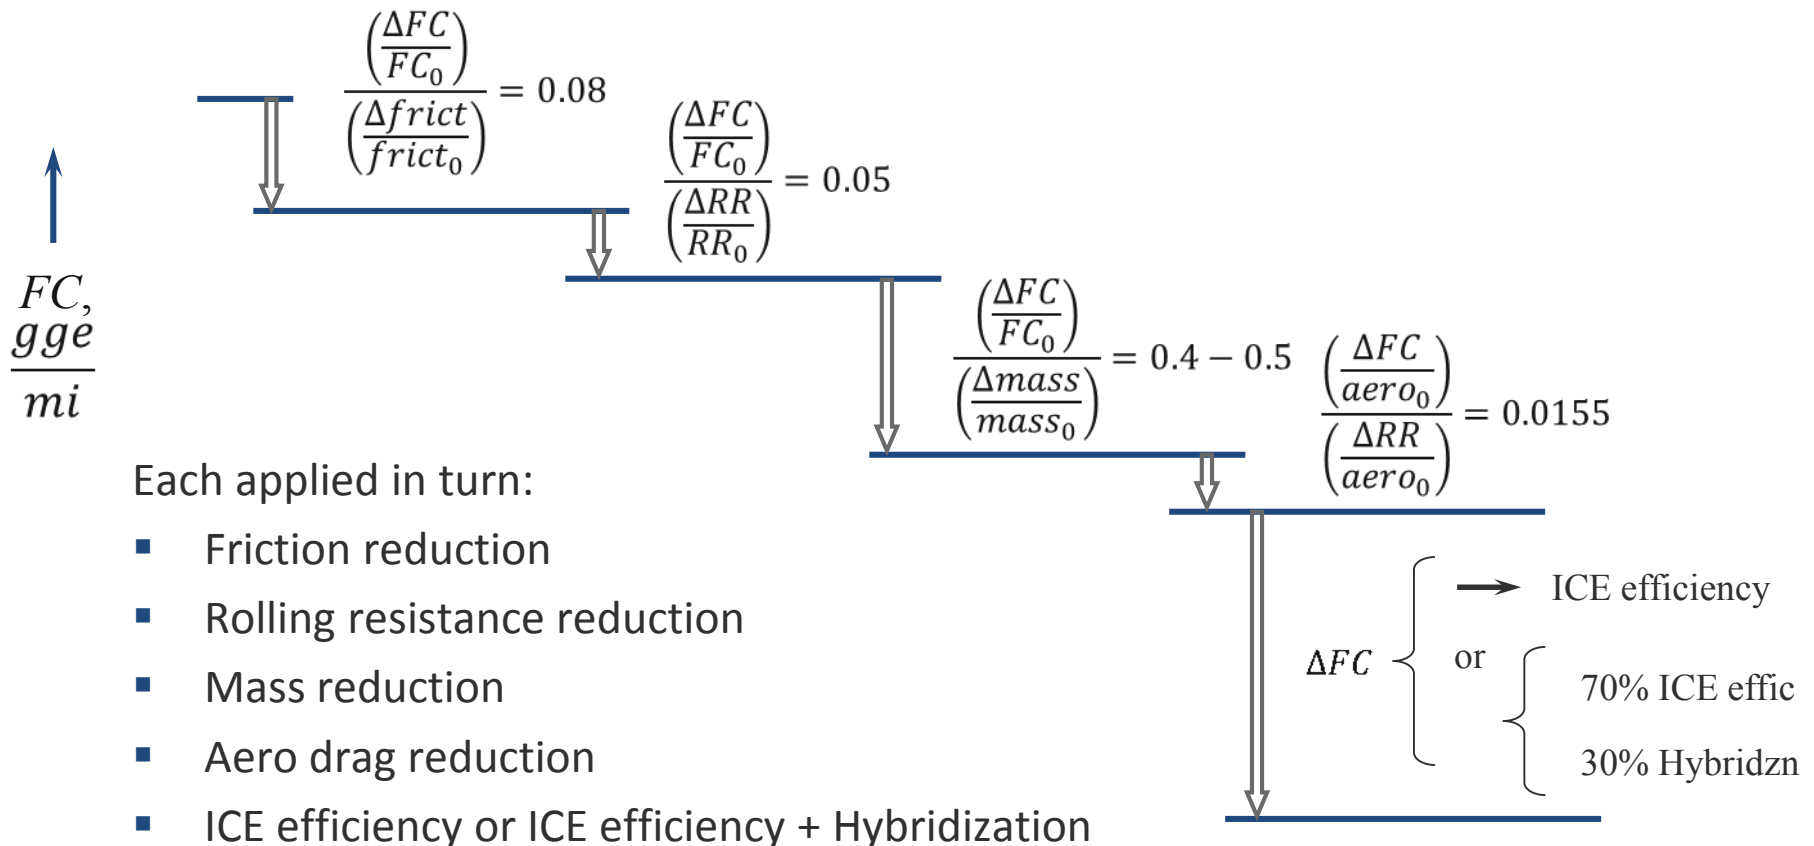 (ΔFC/FC₀)/(Δfrict/frict₀) = 0.08
(ΔFC/FC₀)/(ΔRR/RR₀) = 0.05
FC,
gge/mi
(ΔFC/FC₀)/(Δmass/mass₀) = 0.4 − 0.5
(ΔFC/aero₀)/(ΔRR/aero₀) = 0.0155
Each applied in turn:
▪ Friction reduction
▪ Rolling resistance reduction
▪ Mass reduction
▪ Aero drag reduction
▪ ICE efficiency or ICE efficiency + Hybridization
ΔFC
ICE efficiency
or
70% ICE effic
30% Hybridzn